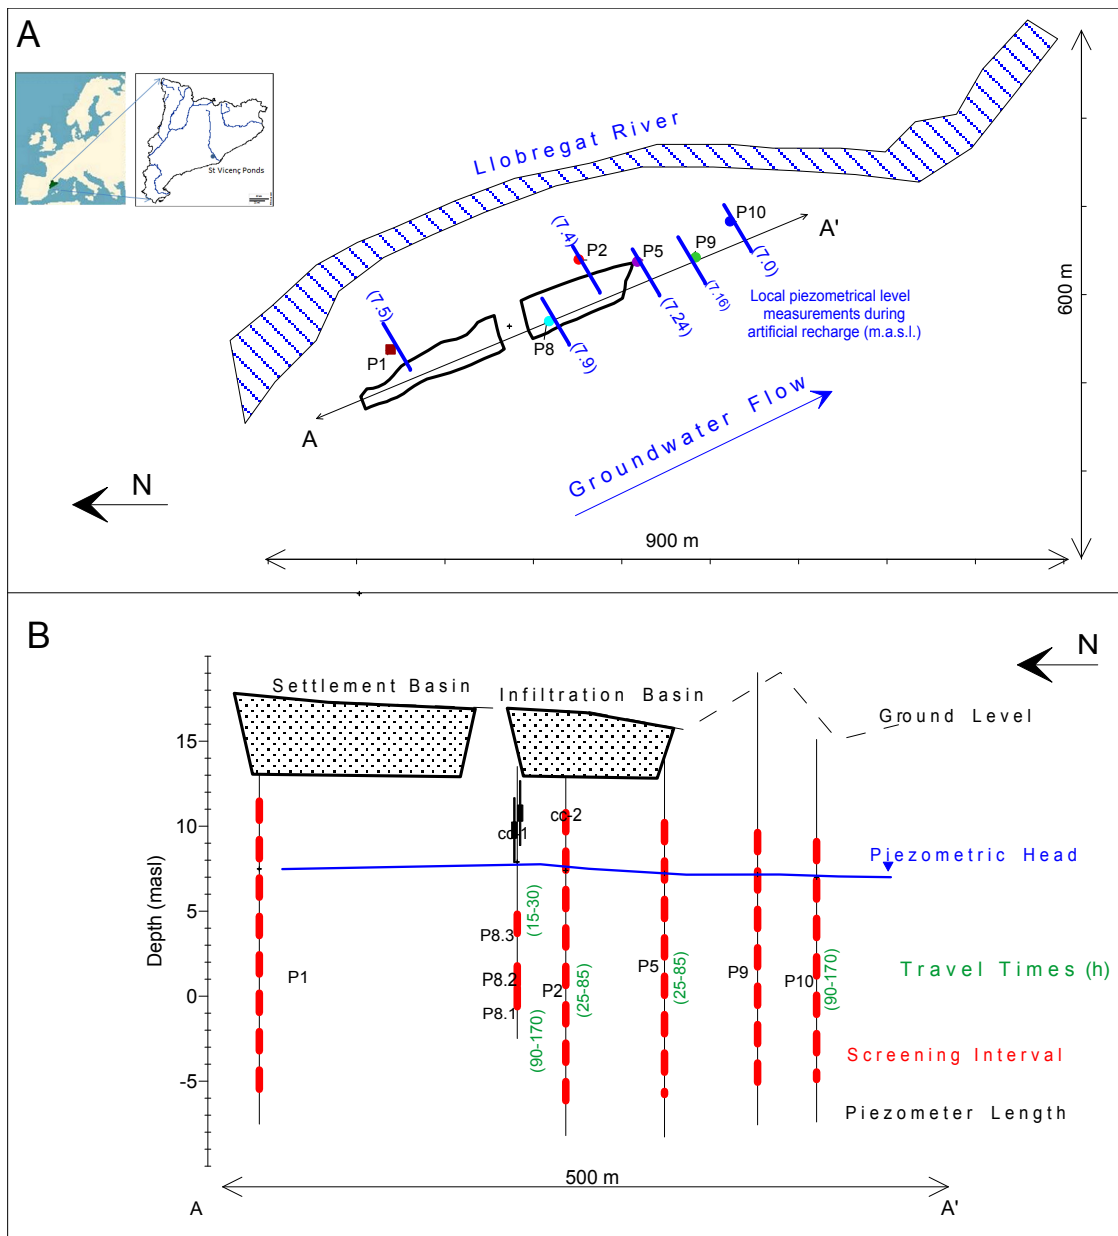 A
St Vicenç Ponds
Llobregat River
P10
A'
(7.4)
P2
P5
P9
(7.0)
(7.16)
(7.24)
Local piezometrical level
measurements during
artificial recharge (m.a.s.l.)
600 m
(7.5)
P1
P8
(7.9)
A
Groundwater Flow
N
900 m
B
N
Settlement Basin
Infiltration Basin
Ground Level
15
10
5
0
-5
Depth (masl)
cc-1
cc-2
Piezometric Head
(15-30)
P8.3
P8.2
P8.1
(90-170)
P1
P2
(25-85)
P5
(25-85)
P9
P10
(90-170)
Travel Times (h)
Screening Interval
Piezometer Length
500 m
A
A'